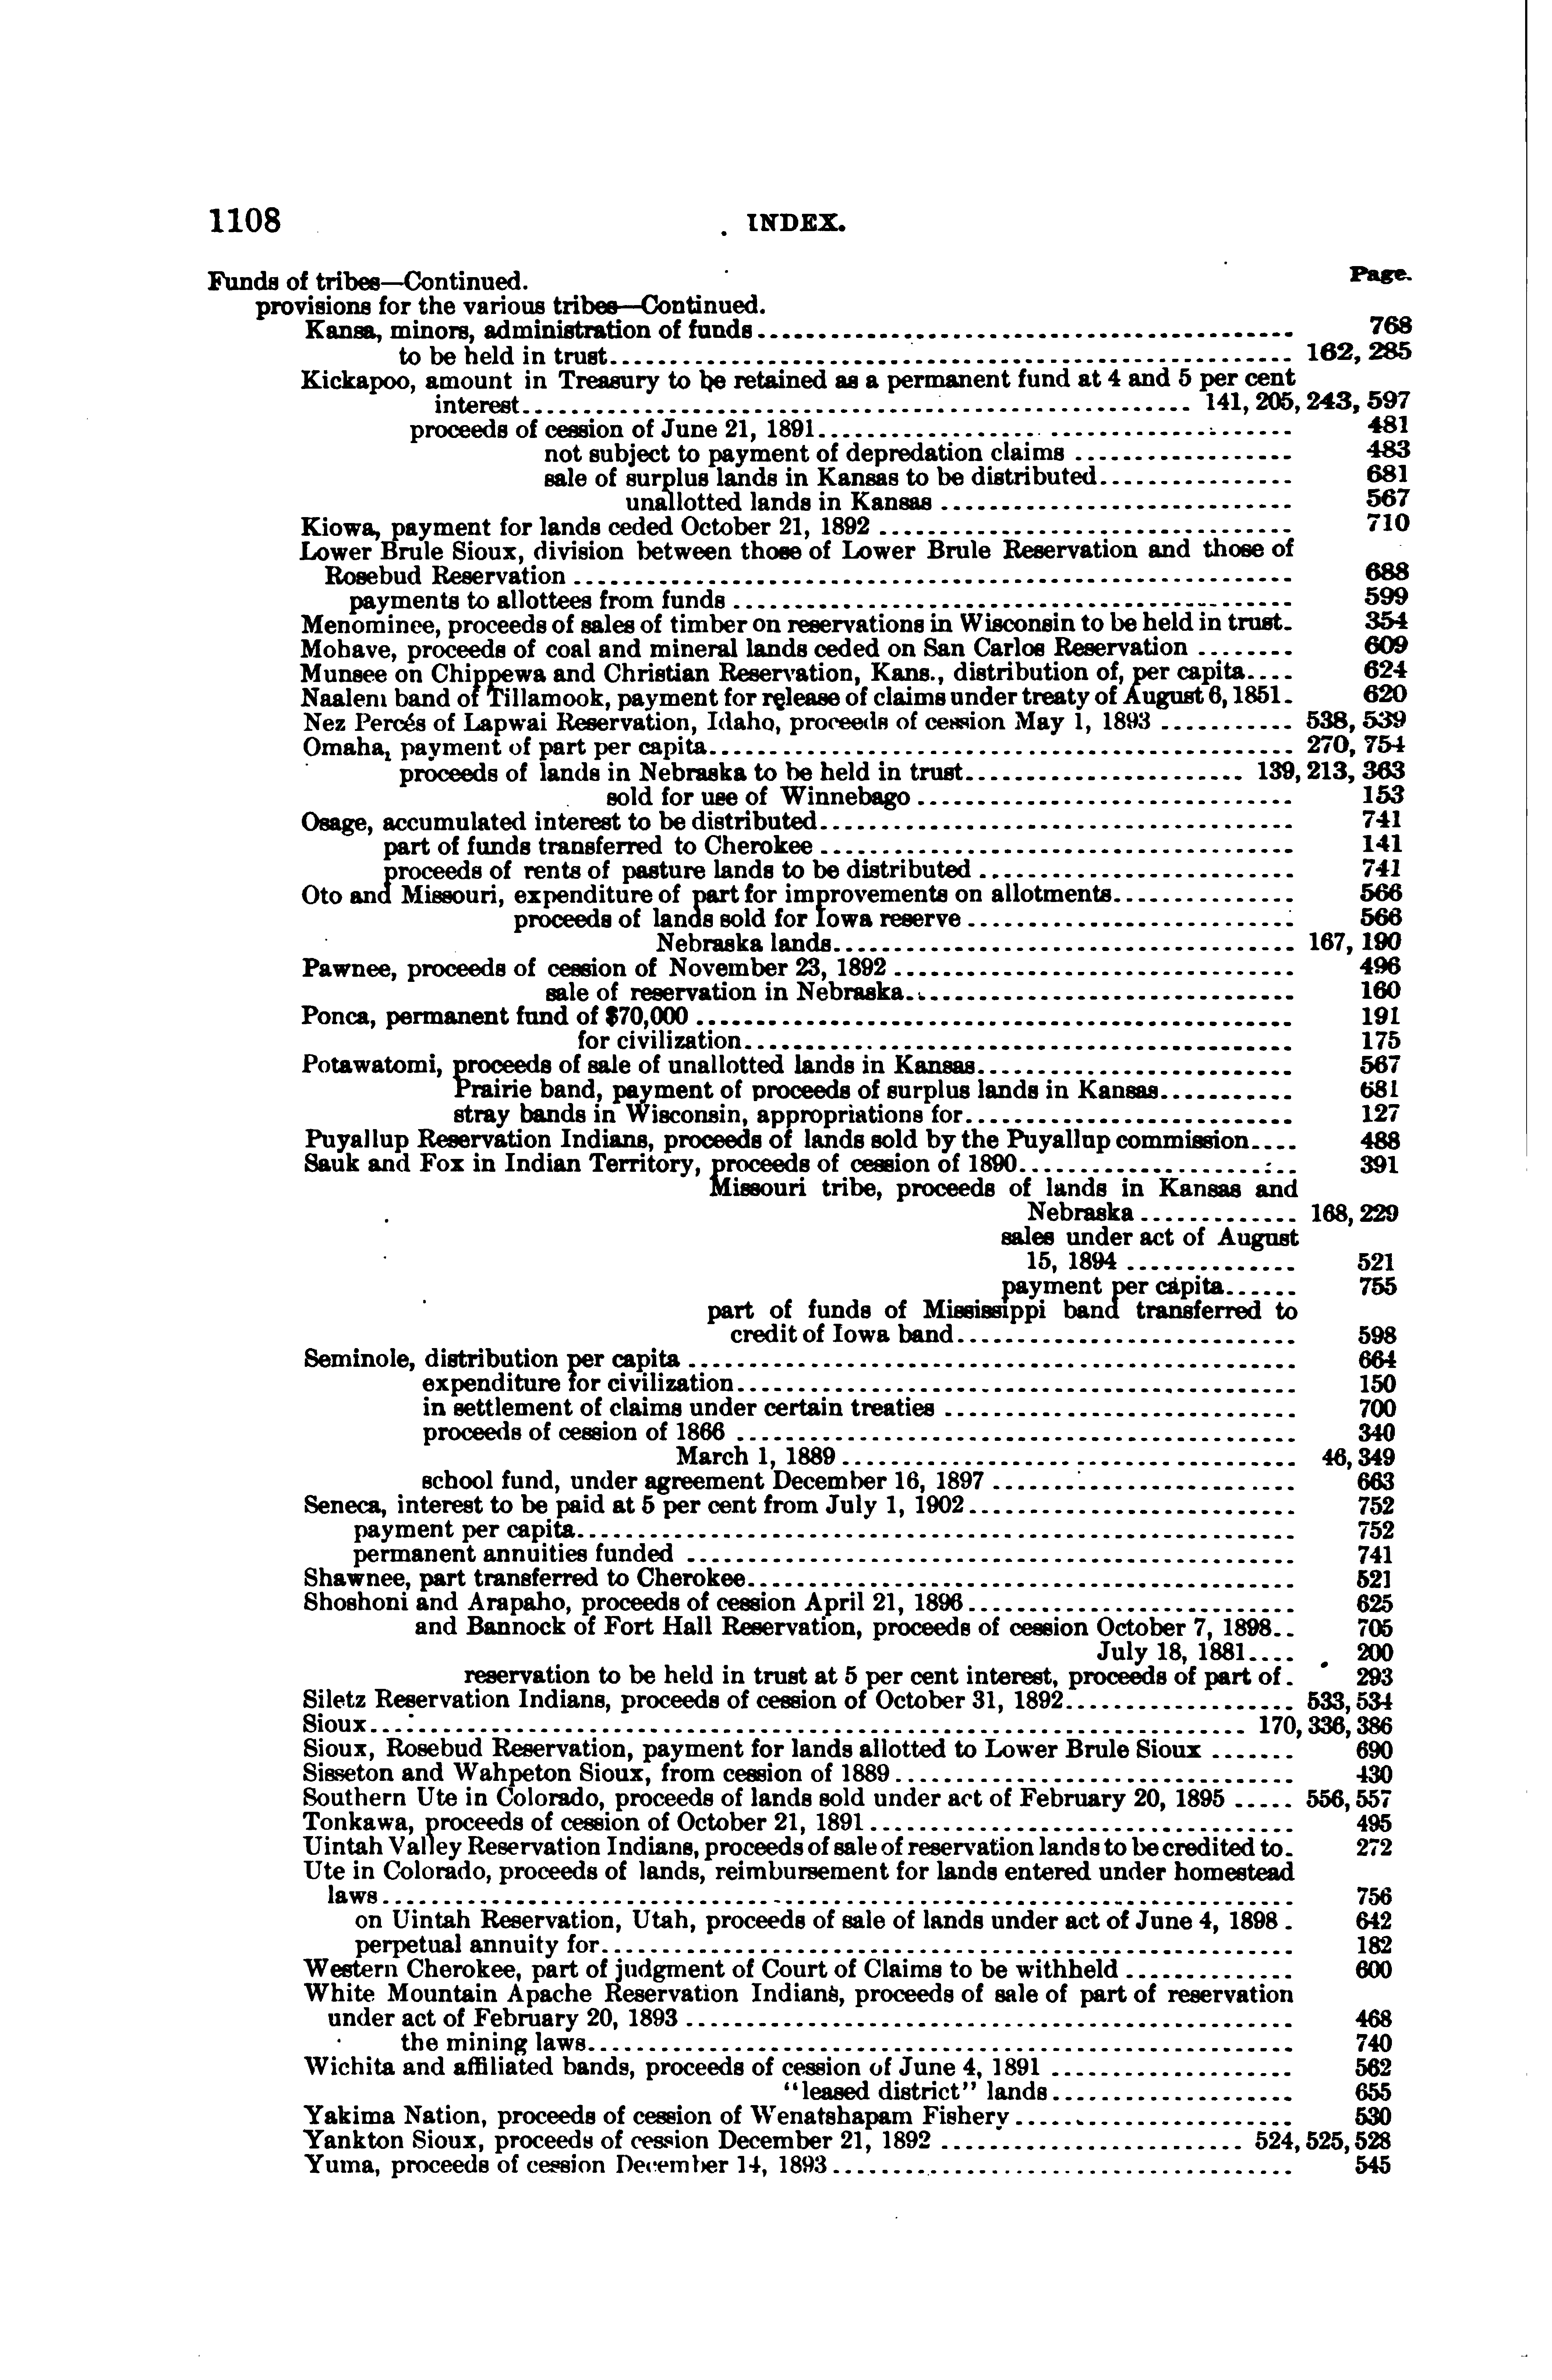 1108
INDEX.
Page.
Funds of tribes—Continued.
provisions for the various tribes—Continued.
Kansa, minors, administration of funds 768
to be held in trust 162, 285
Kickapoo, amount in Treasury to be retained as a permanent fund at 4 and 5 per cent
interest 141, 205, 243, 597
proceeds of cession of June 21, 1891 481
not subject to payment of depredation claims 483
sale of surplus lands in Kansas to be distributed 681
unallotted lands in Kansas 567
Kiowa, payment for lands ceded October 21, 1892 710
Lower Brule Sioux, division between those of Lower Brule Reservation and those of
Rosebud Reservation 688
payments to allottees from funds 599
Menominee, proceeds of sales of timber on reservations in Wisconsin to be held in trust. 354
Mohave, proceeds of coal and mineral lands ceded on San Carlos Reservation 609
Munsee on Chippewa and Christian Reservation, Kans., distribution of, per capita 624
Naalem band of Tillamook, payment for release of claims under treaty of August 6, 1851. 620
Nez Percés of Lapwai Reservation, Idaho, proceeds of cession May 1, 1893 538, 539
Omaha, payment of part per capita 270, 754
proceeds of lands in Nebraska to be held in trust 139, 213, 363
sold for use of Winnebago 153
Osage, accumulated interest to be distributed 741
part of funds transferred to Cherokee 141
proceeds of rents of pasture lands to be distributed 741
Oto and Missouri, expenditure of part for improvements on allotments 566
proceeds of lands sold for Iowa reserve 566
Nebraska lands 167, 190
Pawnee, proceeds of cession of November 23, 1892 496
sale of reservation in Nebraska 160
Ponca, permanent fund of $70,000 191
for civilization 175
Potawatomi, proceeds of sale of unallotted lands in Kansas 567
Prairie band, payment of proceeds of surplus lands in Kansas 681
stray bands in Wisconsin, appropriations for 127
Puyallup Reservation Indians, proceeds of lands sold by the Puyallup commission 488
Sauk and Fox in Indian Territory, proceeds of cession of 1890 391
Missouri tribe, proceeds of lands in Kansas and
Nebraska 168, 229
sales under act of August
15, 1894 521
payment per capita 755
part of funds of Mississippi band transferred to
credit of Iowa band 598
Seminole, distribution per capita 664
expenditure for civilization 150
in settlement of claims under certain treaties 700
proceeds of cession of 1866 340
March 1, 1889 46, 349
school fund, under agreement December 16, 1897 663
Seneca, interest to be paid at 5 per cent from July 1, 1902 752
payment per capita 752
permanent annuities funded 741
Shawnee, part transferred to Cherokee 521
Shoshoni and Arapaho, proceeds of cession April 21, 1896 625
and Bannock of Fort Hall Reservation, proceeds of cession October 7, 1898 705
July 18, 1881 200
reservation to be held in trust at 5 per cent interest, proceeds of part of. 293
Siletz Reservation Indians, proceeds of cession of October 31, 1892 533, 534
Sioux 170, 336, 386
Sioux, Rosebud Reservation, payment for lands allotted to Lower Brule Sioux 690
Sisseton and Wahpeton Sioux, from cession of 1889 430
Southern Ute in Colorado, proceeds of lands sold under act of February 20, 1895 556, 557
Tonkawa, proceeds of cession of October 21, 1891 495
Uintah Valley Reservation Indians, proceeds of sale of reservation lands to be credited to. 272
Ute in Colorado, proceeds of lands, reimbursement for lands entered under homestead
laws 756
on Uintah Reservation, Utah, proceeds of sale of lands under act of June 4, 1898. 642
perpetual annuity for 182
Western Cherokee, part of judgment of Court of Claims to be withheld 600
White Mountain Apache Reservation Indians, proceeds of sale of part of reservation
under act of February 20, 1893 468
the mining laws 740
Wichita and affiliated bands, proceeds of cession of June 4, 1891 562
"leased district" lands 655
Yakima Nation, proceeds of cession of Wenatshapam Fishery 530
Yankton Sioux, proceeds of cession December 21, 1892 524, 525, 528
Yuma, proceeds of cession December 14, 1893 545